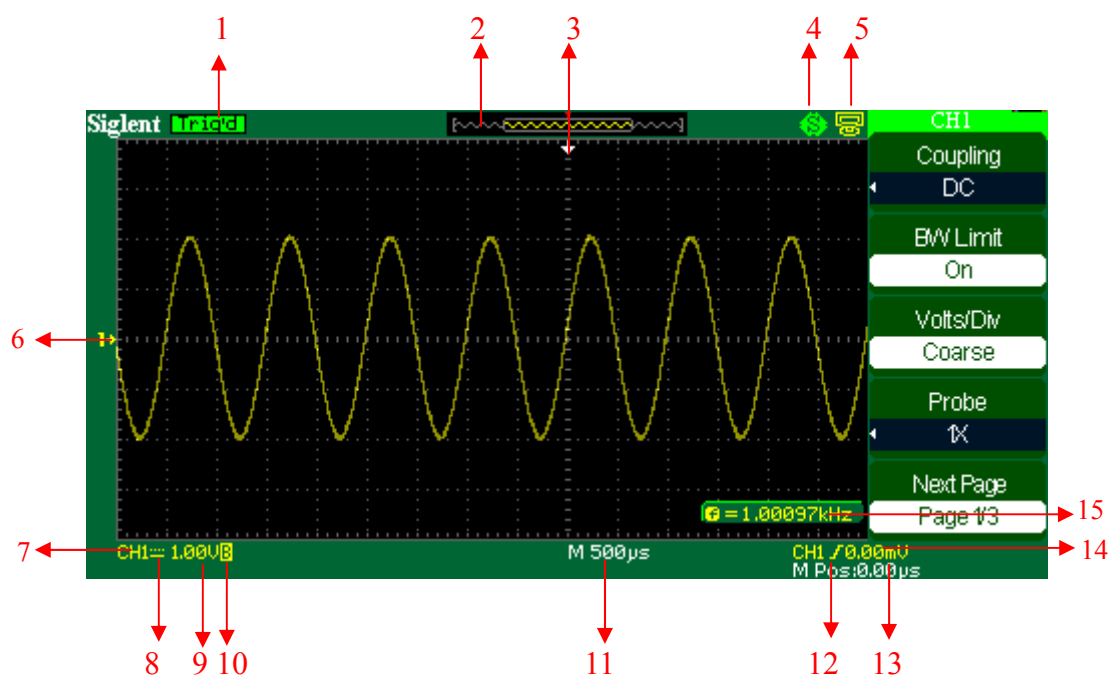 1 2 3 4 5
Siglent Trig'd S CH1
Coupling
DC
BW Limit
On
Volts/Div
Coarse
6 1
Probe
1X
Next Page
f = 1.00097kHz Page 1/3 15
7 CH1 1.00V B M 500µs CH1 0.00mV 14
M Pos:0.00µs
8 9 10 11 12 13